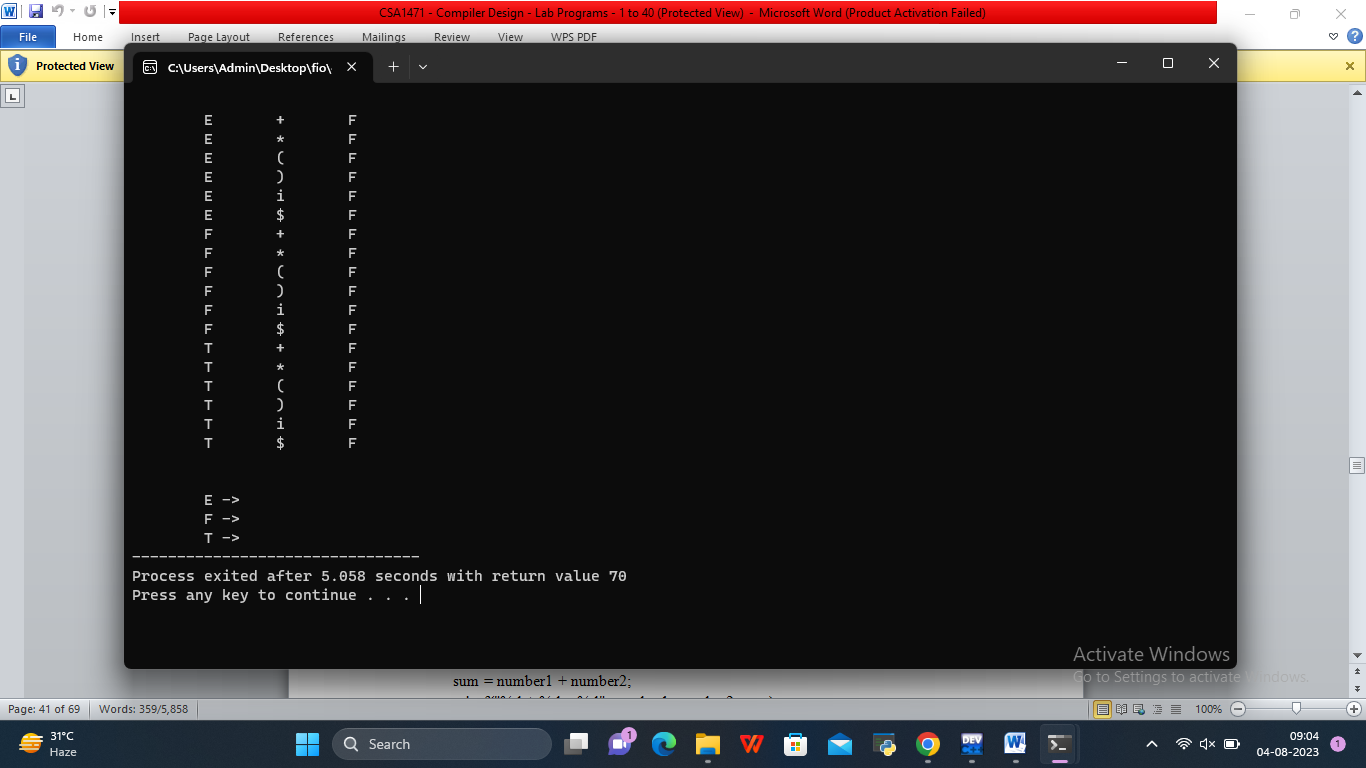 CSA1471 - Compiler Design - Lab Programs - 1 to 40 (Protected View) - Microsoft Word (Product Activation Failed)
File Home Insert Page Layout References Mailings Review View WPS PDF
Protected View
C:\Users\Admin\Desktop\fio\
E + F
E * F
E ( F
E ) F
E i F
E $ F
F + F
F * F
F ( F
F ) F
F i F
F $ F
T + F
T * F
T ( F
T ) F
T i F
T $ F
E ->
F ->
T ->
--------------------------------
Process exited after 5.058 seconds with return value 70
Press any key to continue . . .
Activate Windows
Go to Settings to activate Windows.
sum = number1 + number2;
Page: 41 of 69 Words: 359/5,858 100%
31°C
Haze
Search
1
DEV
09:04
04-08-2023
1